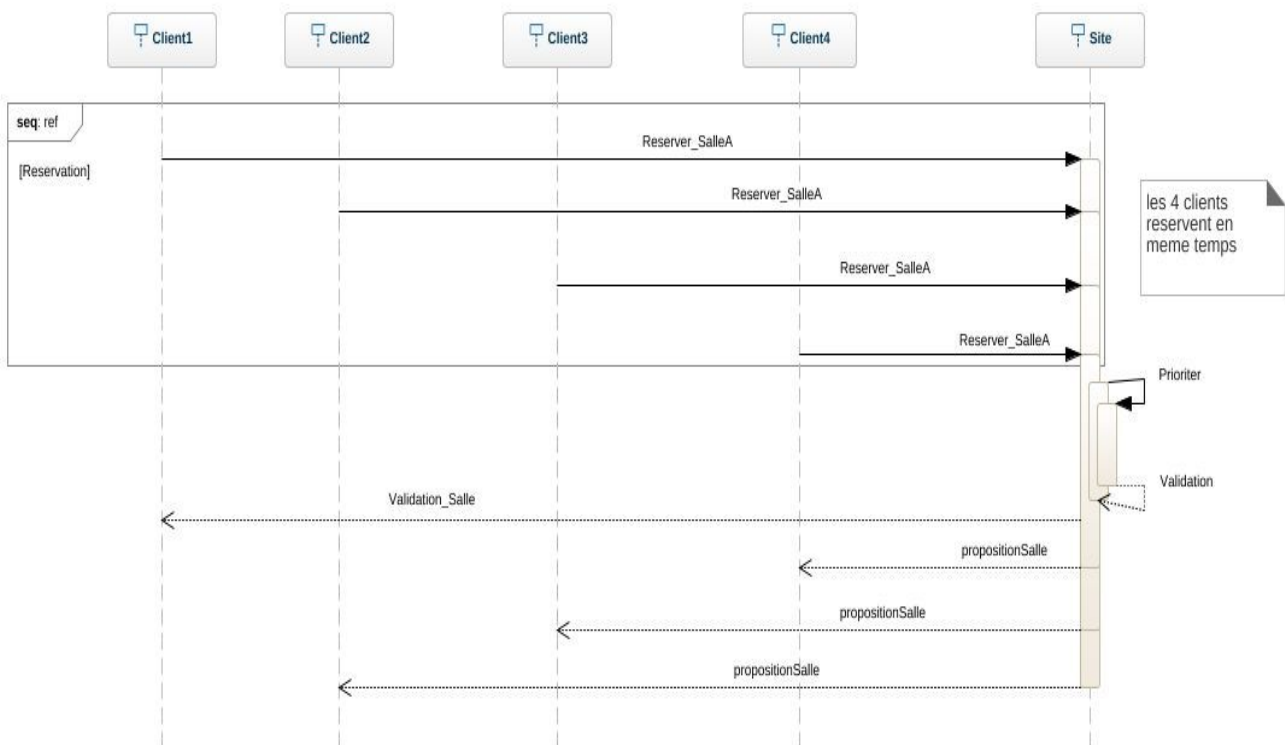 Client1
Client2
Client3
Client4
Site
seq: ref
[Reservation]
Reserver_SalleA
Reserver_SalleA
Reserver_SalleA
Reserver_SalleA
les 4 clients
reservent en
meme temps
Prioriter
Validation
Validation_Salle
propositionSalle
propositionSalle
propositionSalle